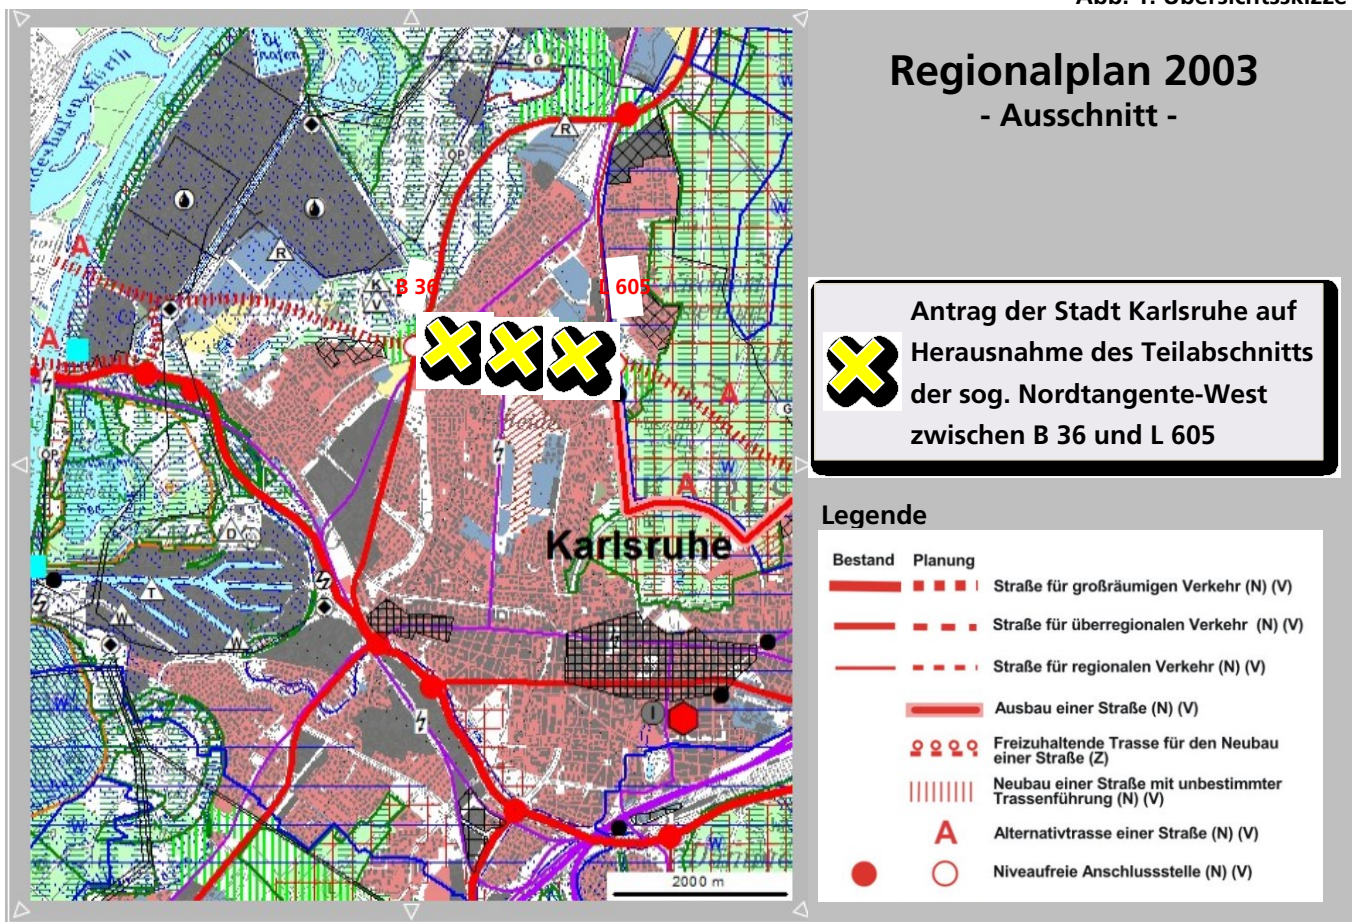 Abb. 1: Übersichtsskizze
Regionalplan 2003
- Ausschnitt -
B 36
L 605
A
A
A
A
R
R
K
V
G
G
OP
OP
D
T
W
W
W
W
W
W
W
I
Karlsruhe
2000 m
Antrag der Stadt Karlsruhe auf
Herausnahme des Teilabschnitts
der sog. Nordtangente-West
zwischen B 36 und L 605
Legende
Bestand Planung
Straße für großräumigen Verkehr (N) (V)
Straße für überregionalen Verkehr (N) (V)
Straße für regionalen Verkehr (N) (V)
Ausbau einer Straße (N) (V)
Freizuhaltende Trasse für den Neubau
einer Straße (Z)
Neubau einer Straße mit unbestimmter
Trassenführung (N) (V)
A Alternativtrasse einer Straße (N) (V)
Niveaufreie Anschlussstelle (N) (V)